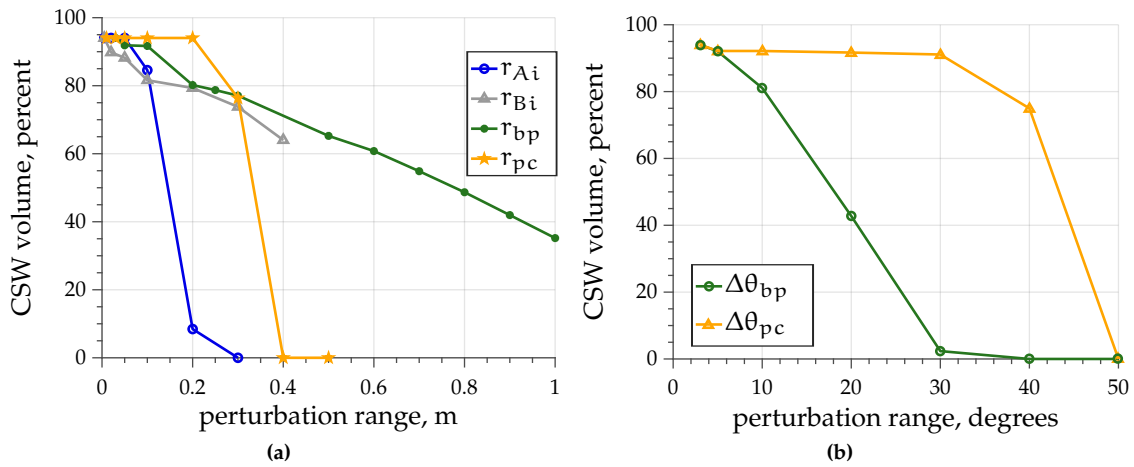 100
80
60
40
20
0
CSW volume, percent
0
0.2
0.4
0.6
0.8
1
perturbation range, m
r_Ai
r_Bi
r_bp
r_pc
(a)
100
80
60
40
20
0
CSW volume, percent
0
10
20
30
40
50
perturbation range, degrees
Δθ_bp
Δθ_pc
(b)